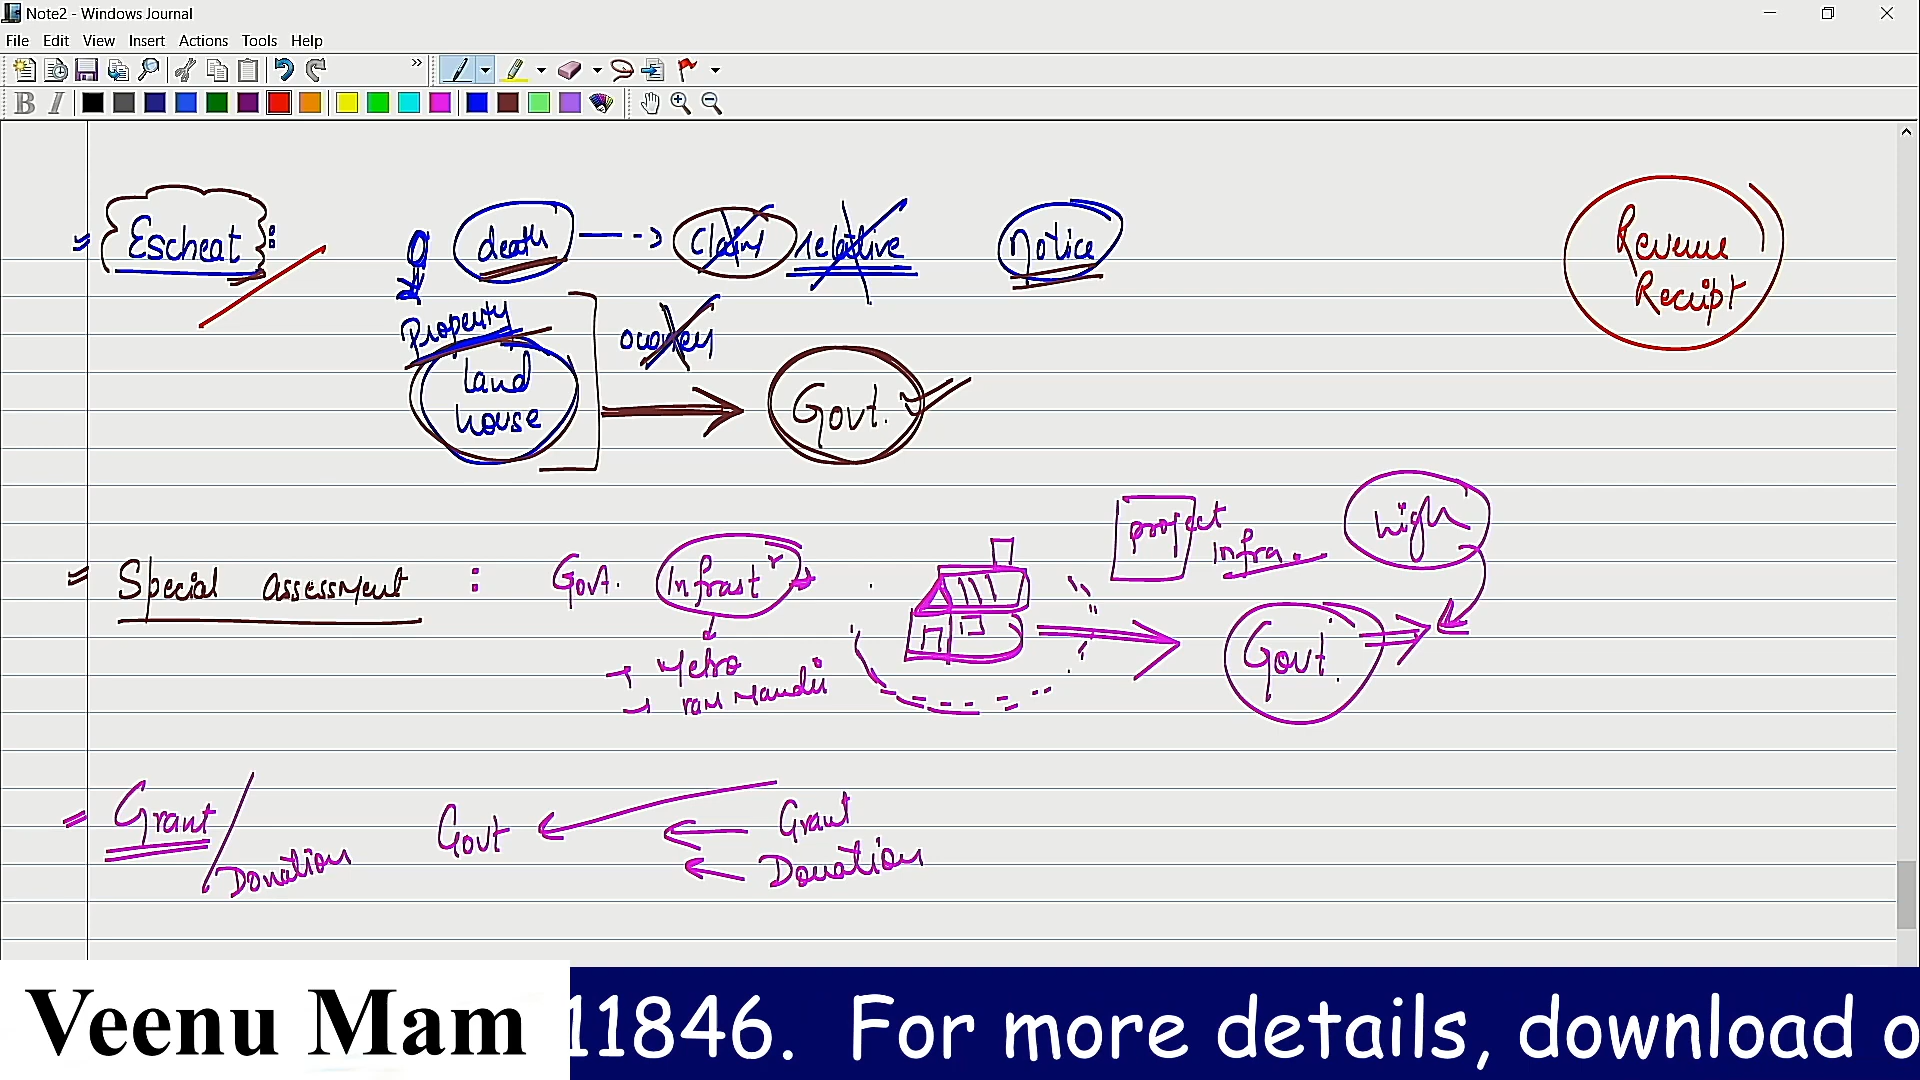 Note2 - Windows Journal
File Edit View Insert Actions Tools Help
B I
Escheat :
death
Claim relative
Notice
Revenue
Receipt
Property
owner
land
house
Govt.
Special assessment :
Govt. Infrastr
project
Infra.
high
Metro
ram mandir
Govt.
Grant / Donation
Govt
Grant
Donation
Veenu Mam
11846. For more details, download o